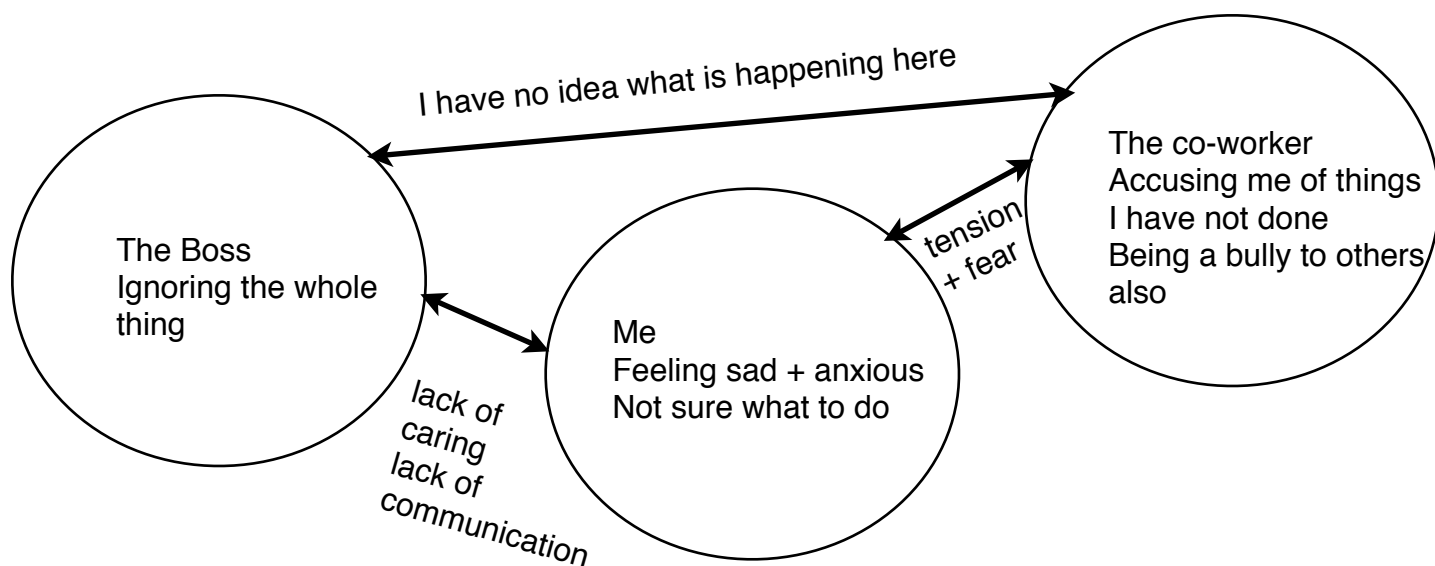 I have no idea what is happening here
The Boss
Ignoring the whole
thing
lack of
caring
lack of
communication
Me
Feeling sad + anxious
Not sure what to do
tension
+ fear
The co-worker
Accusing me of things
I have not done
Being a bully to others
also